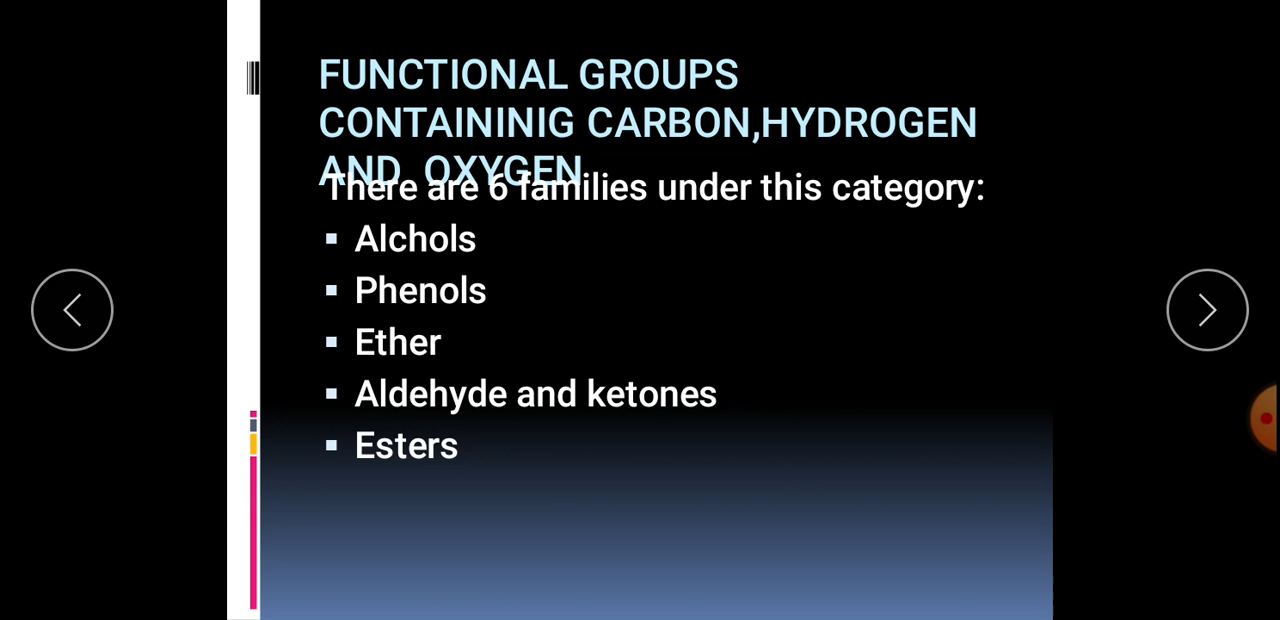 FUNCTIONAL GROUPS
CONTAININIG CARBON,HYDROGEN
AND OXYGEN
There are 6 families under this category:
Alchols
Phenols
Ether
Aldehyde and ketones
Esters